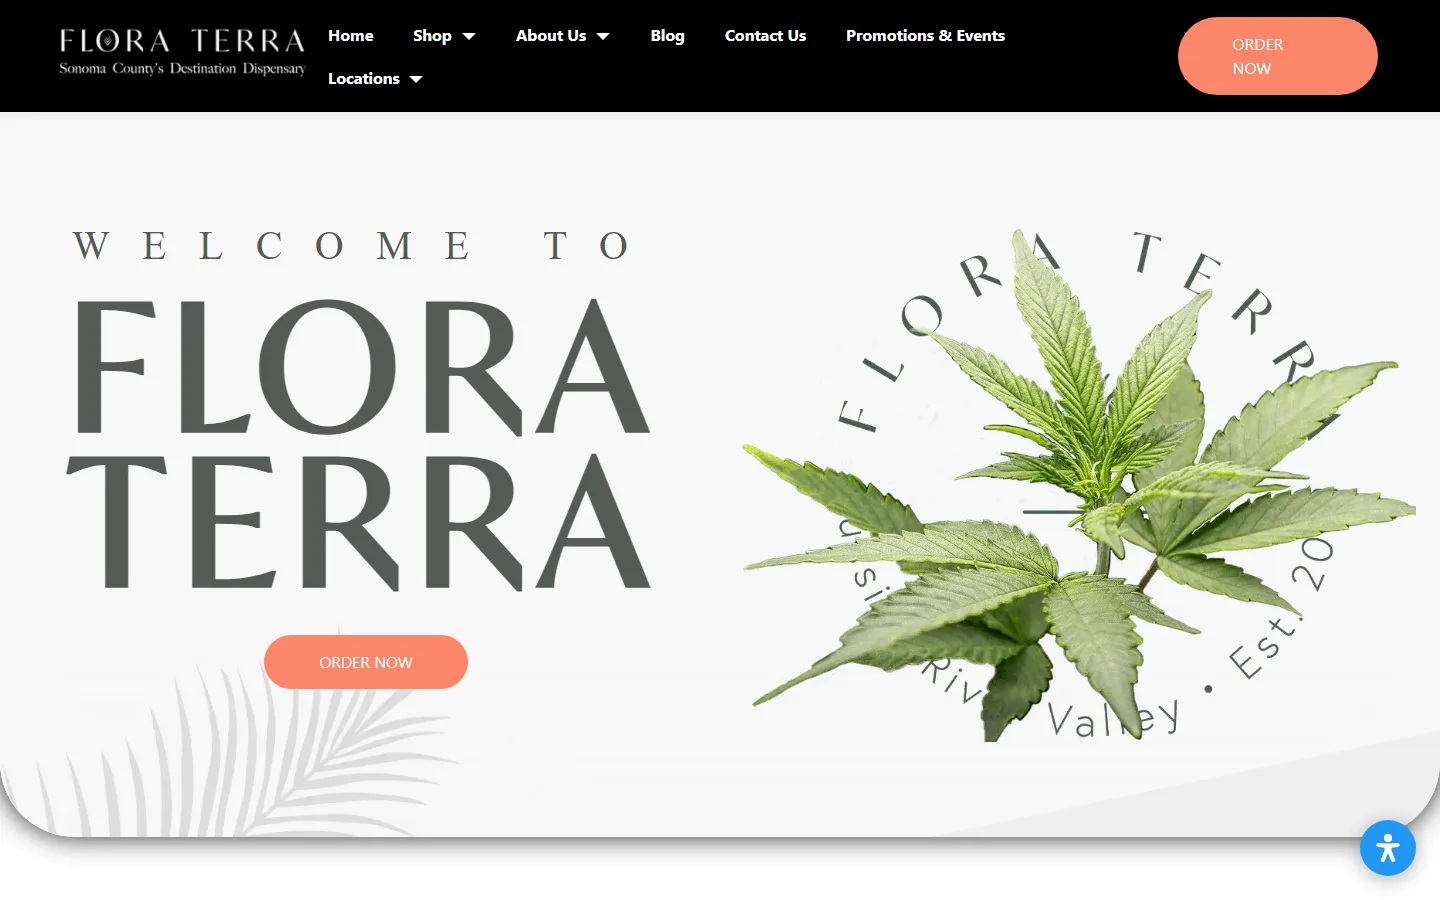 FLORA TERRA
Sonoma County's Destination Dispensary
Home
Shop
About Us
Blog
Contact Us
Promotions & Events
Locations
ORDER
NOW
WELCOME TO
FLORA
TERRA
ORDER NOW
FLORA TERRA
Valley • Est. 20